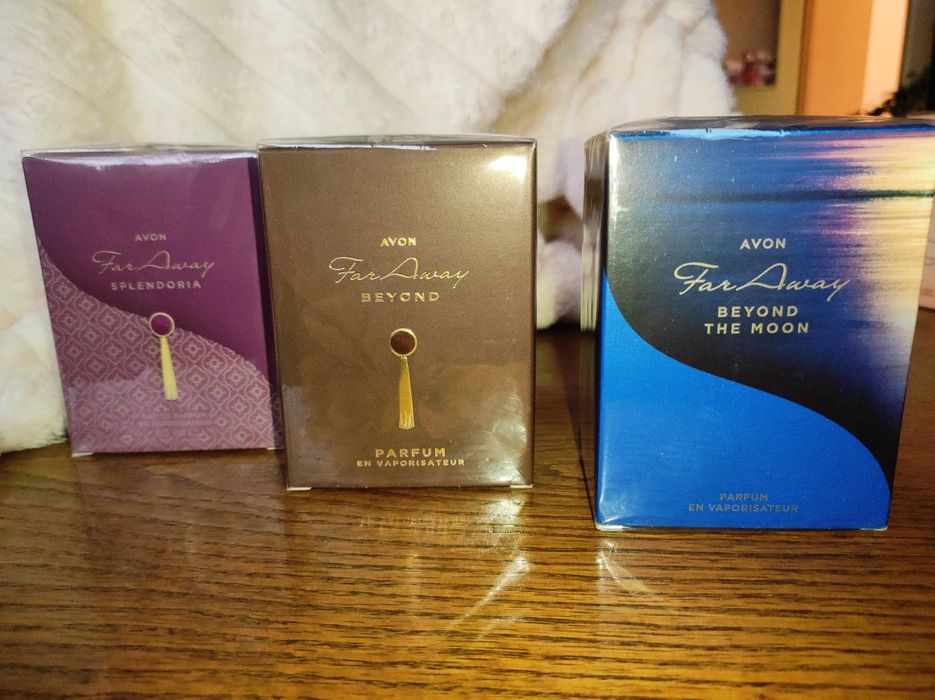 AVON
Far Away
SPLENDORIA
AVON
Far Away
BEYOND
PARFUM
EN VAPORISATEUR
AVON
Far Away
BEYOND
THE MOON
PARFUM
EN VAPORISATEUR